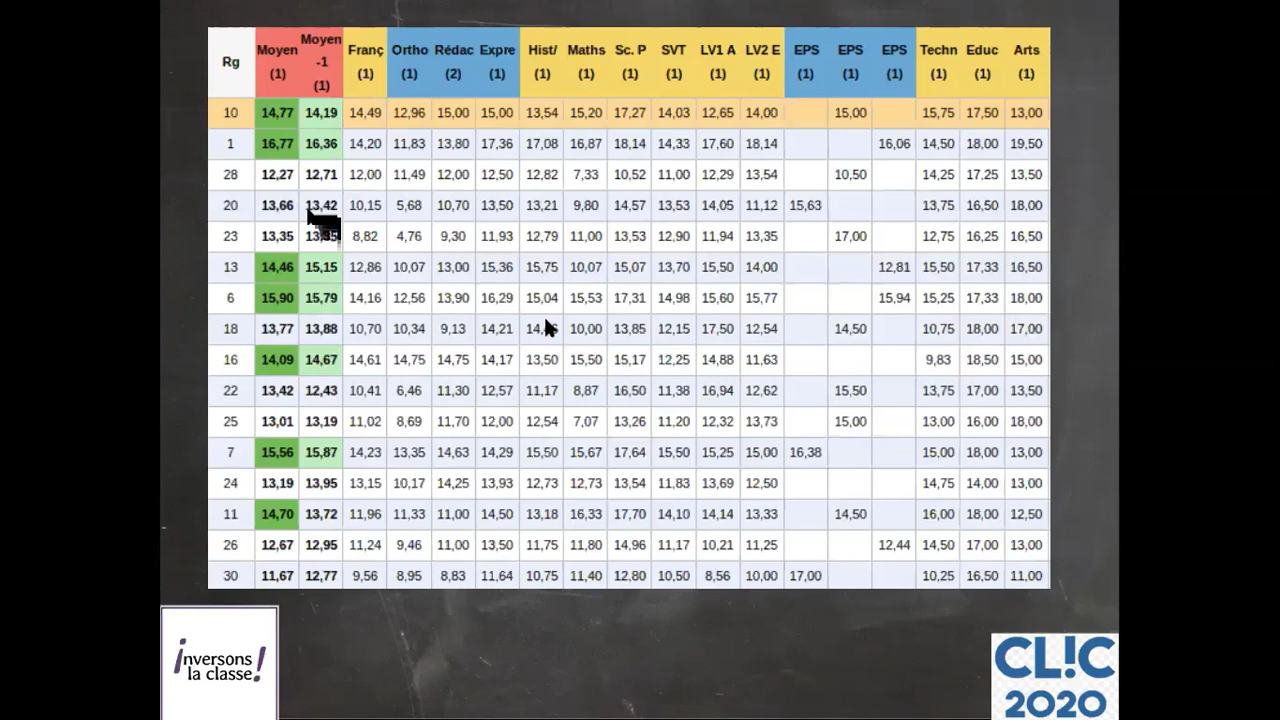 Rg Moyen (1) Moyen -1 (1) Franç (1) Ortho (1) Rédac (2) Expre (1) Hist/ (1) Maths (1) Sc. P (1) SVT (1) LV1 A (1) LV2 E (1) EPS (1) EPS (1) EPS (1) Techn (1) Educ (1) Arts (1)
10 14,77 14,19 14,49 12,96 15,00 15,00 13,54 15,20 17,27 14,03 12,65 14,00 15,00 15,75 17,50 13,00
1 16,77 16,36 14,20 11,83 13,80 17,36 17,08 16,87 18,14 14,33 17,60 18,14 16,06 14,50 18,00 19,50
28 12,27 12,71 12,00 11,49 12,00 12,50 12,82 7,33 10,52 11,00 12,29 13,54 10,50 14,25 17,25 13,50
20 13,66 13,42 10,15 5,68 10,70 13,50 13,21 9,80 14,57 13,53 14,05 11,12 15,63 13,75 16,50 18,00
23 13,35 8,82 4,76 9,30 11,93 12,79 11,00 13,53 12,90 11,94 13,35 17,00 12,75 16,25 16,50
13 14,46 15,15 12,86 10,07 13,00 15,36 15,75 10,07 15,07 13,70 15,50 14,00 12,81 15,50 17,33 16,50
6 15,90 15,79 14,16 12,56 13,90 16,29 15,04 15,53 17,31 14,98 15,60 15,77 15,94 15,25 17,33 18,00
18 13,77 13,88 10,70 10,34 9,13 14,21 10,00 13,85 12,15 17,50 12,54 14,50 10,75 18,00 17,00
16 14,09 14,67 14,61 14,75 14,75 14,17 13,50 15,50 15,17 12,25 14,88 11,63 9,83 18,50 15,00
22 13,42 12,43 10,41 6,46 11,30 12,57 11,17 8,87 16,50 11,38 16,94 12,62 15,50 13,75 17,00 13,50
25 13,01 13,19 11,02 8,69 11,70 12,00 12,54 7,07 13,26 11,20 12,32 13,73 15,00 13,00 16,00 18,00
7 15,56 15,87 14,23 13,35 14,63 14,29 15,50 15,67 17,64 15,50 15,25 15,00 16,38 15,00 18,00 13,00
24 13,19 13,95 13,15 10,17 14,25 13,93 12,73 12,73 13,54 11,83 13,69 12,50 14,75 14,00 13,00
11 14,70 13,72 11,96 11,33 11,00 14,50 13,18 16,33 17,70 14,10 14,14 13,33 14,50 16,00 18,00 12,50
26 12,67 12,95 11,24 9,46 11,00 13,50 11,75 11,80 14,96 11,17 10,21 11,25 12,44 14,50 17,00 13,00
30 11,67 12,77 9,56 8,95 8,83 11,64 10,75 11,40 12,80 10,50 8,56 10,00 17,00 10,25 16,50 11,00
¡nversons
la classe!
CL!C
2020